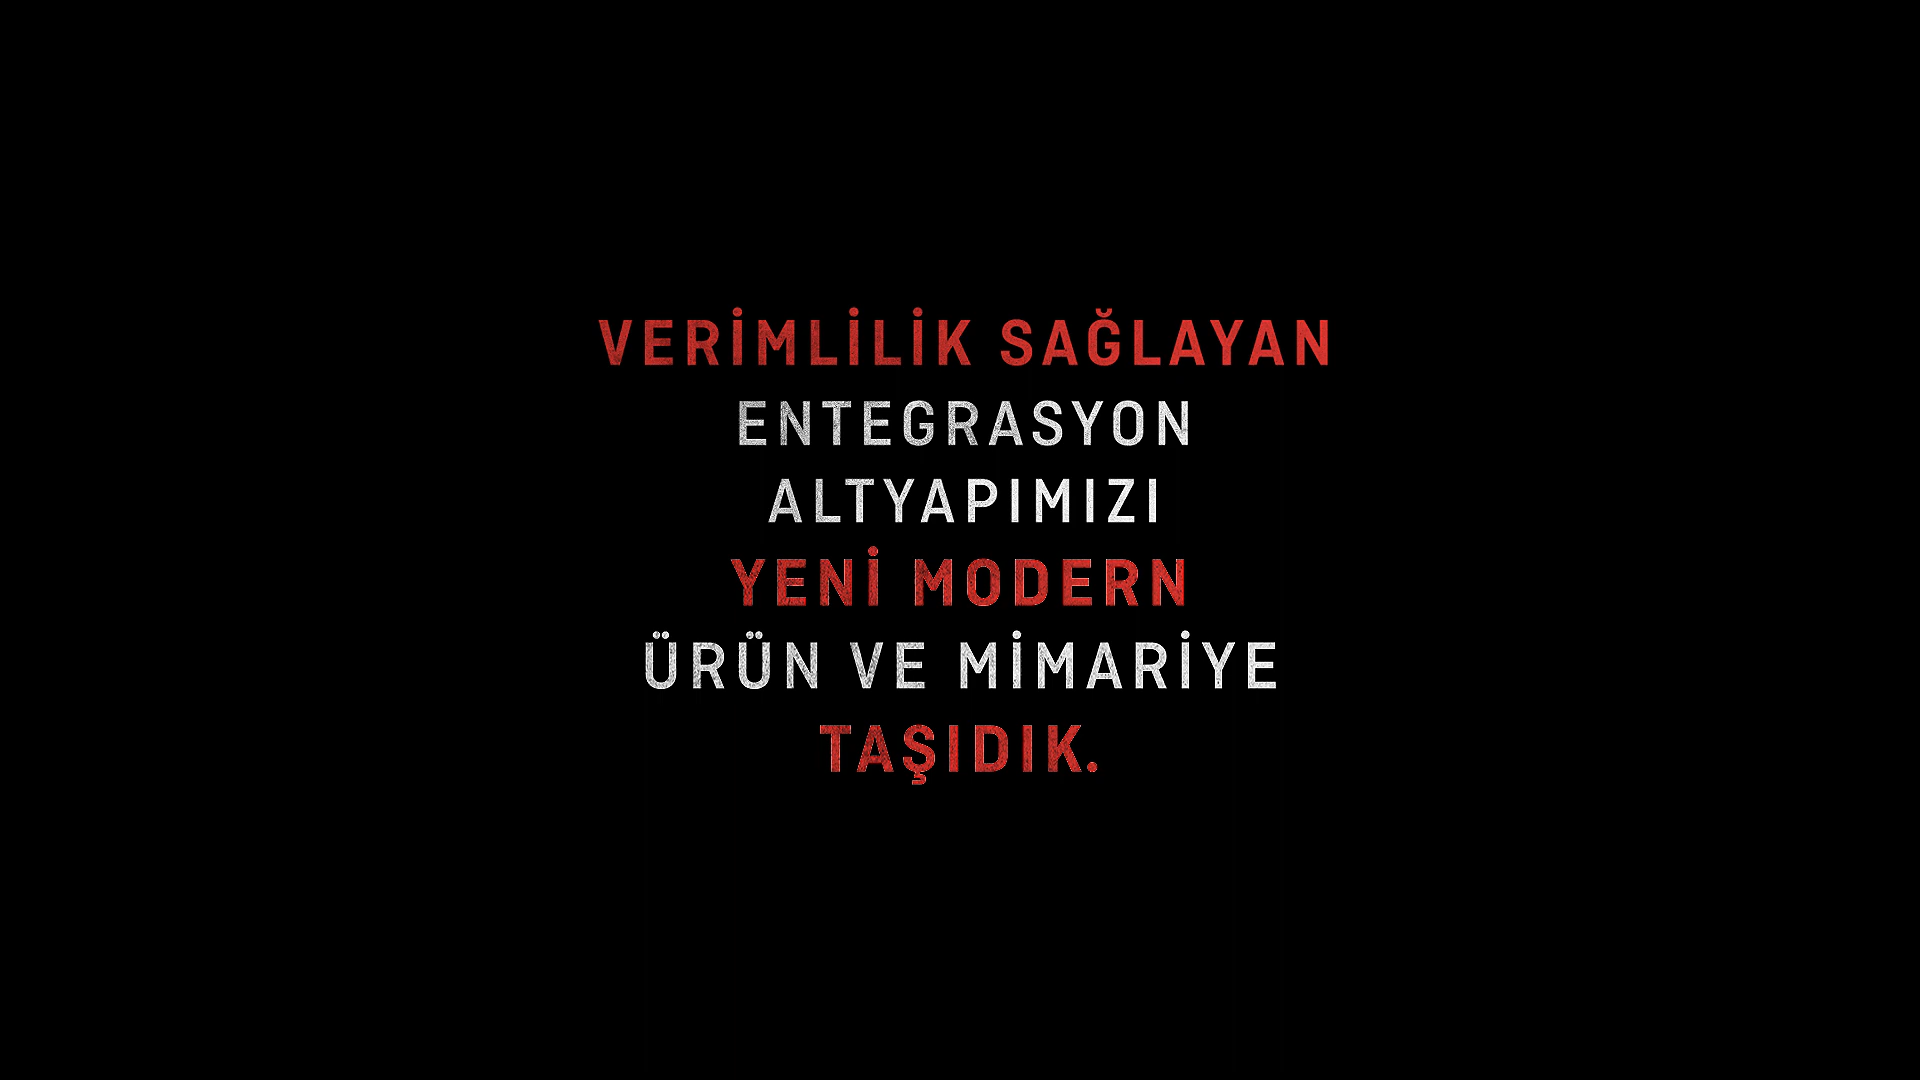 VERİMLİLİK SAĞLAYAN
ENTEGRASYON
ALTYAPIMIZI
YENİ MODERN
ÜRÜN VE MİMARİYE
TAŞIDIK.